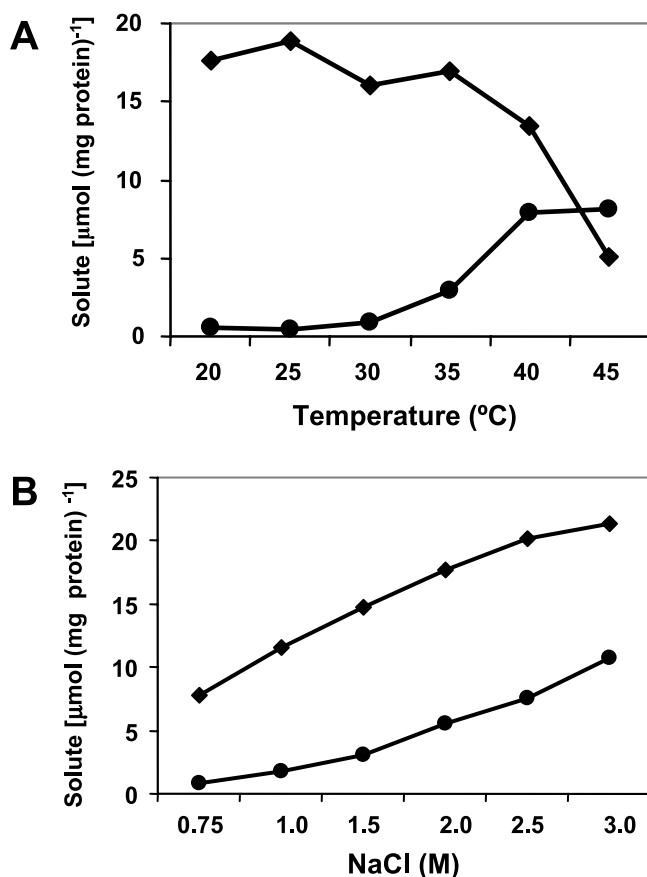 A
Solute [µmol (mg protein)⁻¹]
20
15
10
5
0
20 25 30 35 40 45
Temperature (ºC)
B
Solute [µmol (mg protein) ⁻¹]
25
20
15
10
5
0
0.75 1.0 1.5 2.0 2.5 3.0
NaCl (M)